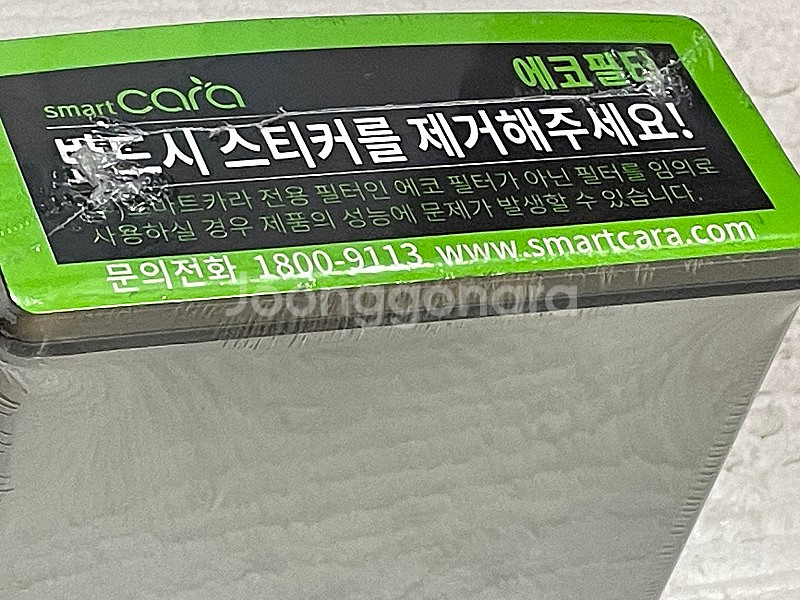 smart cara 에코필터
반드시 스티커를 제거해주세요!
스마트카라 전용 필터인 에코 필터가 아닌 필터를 임의로
사용하실 경우 제품의 성능에 문제가 발생할 수 있습니다.
문의전화 1800-9113 www.smartcara.com
Joonggonara